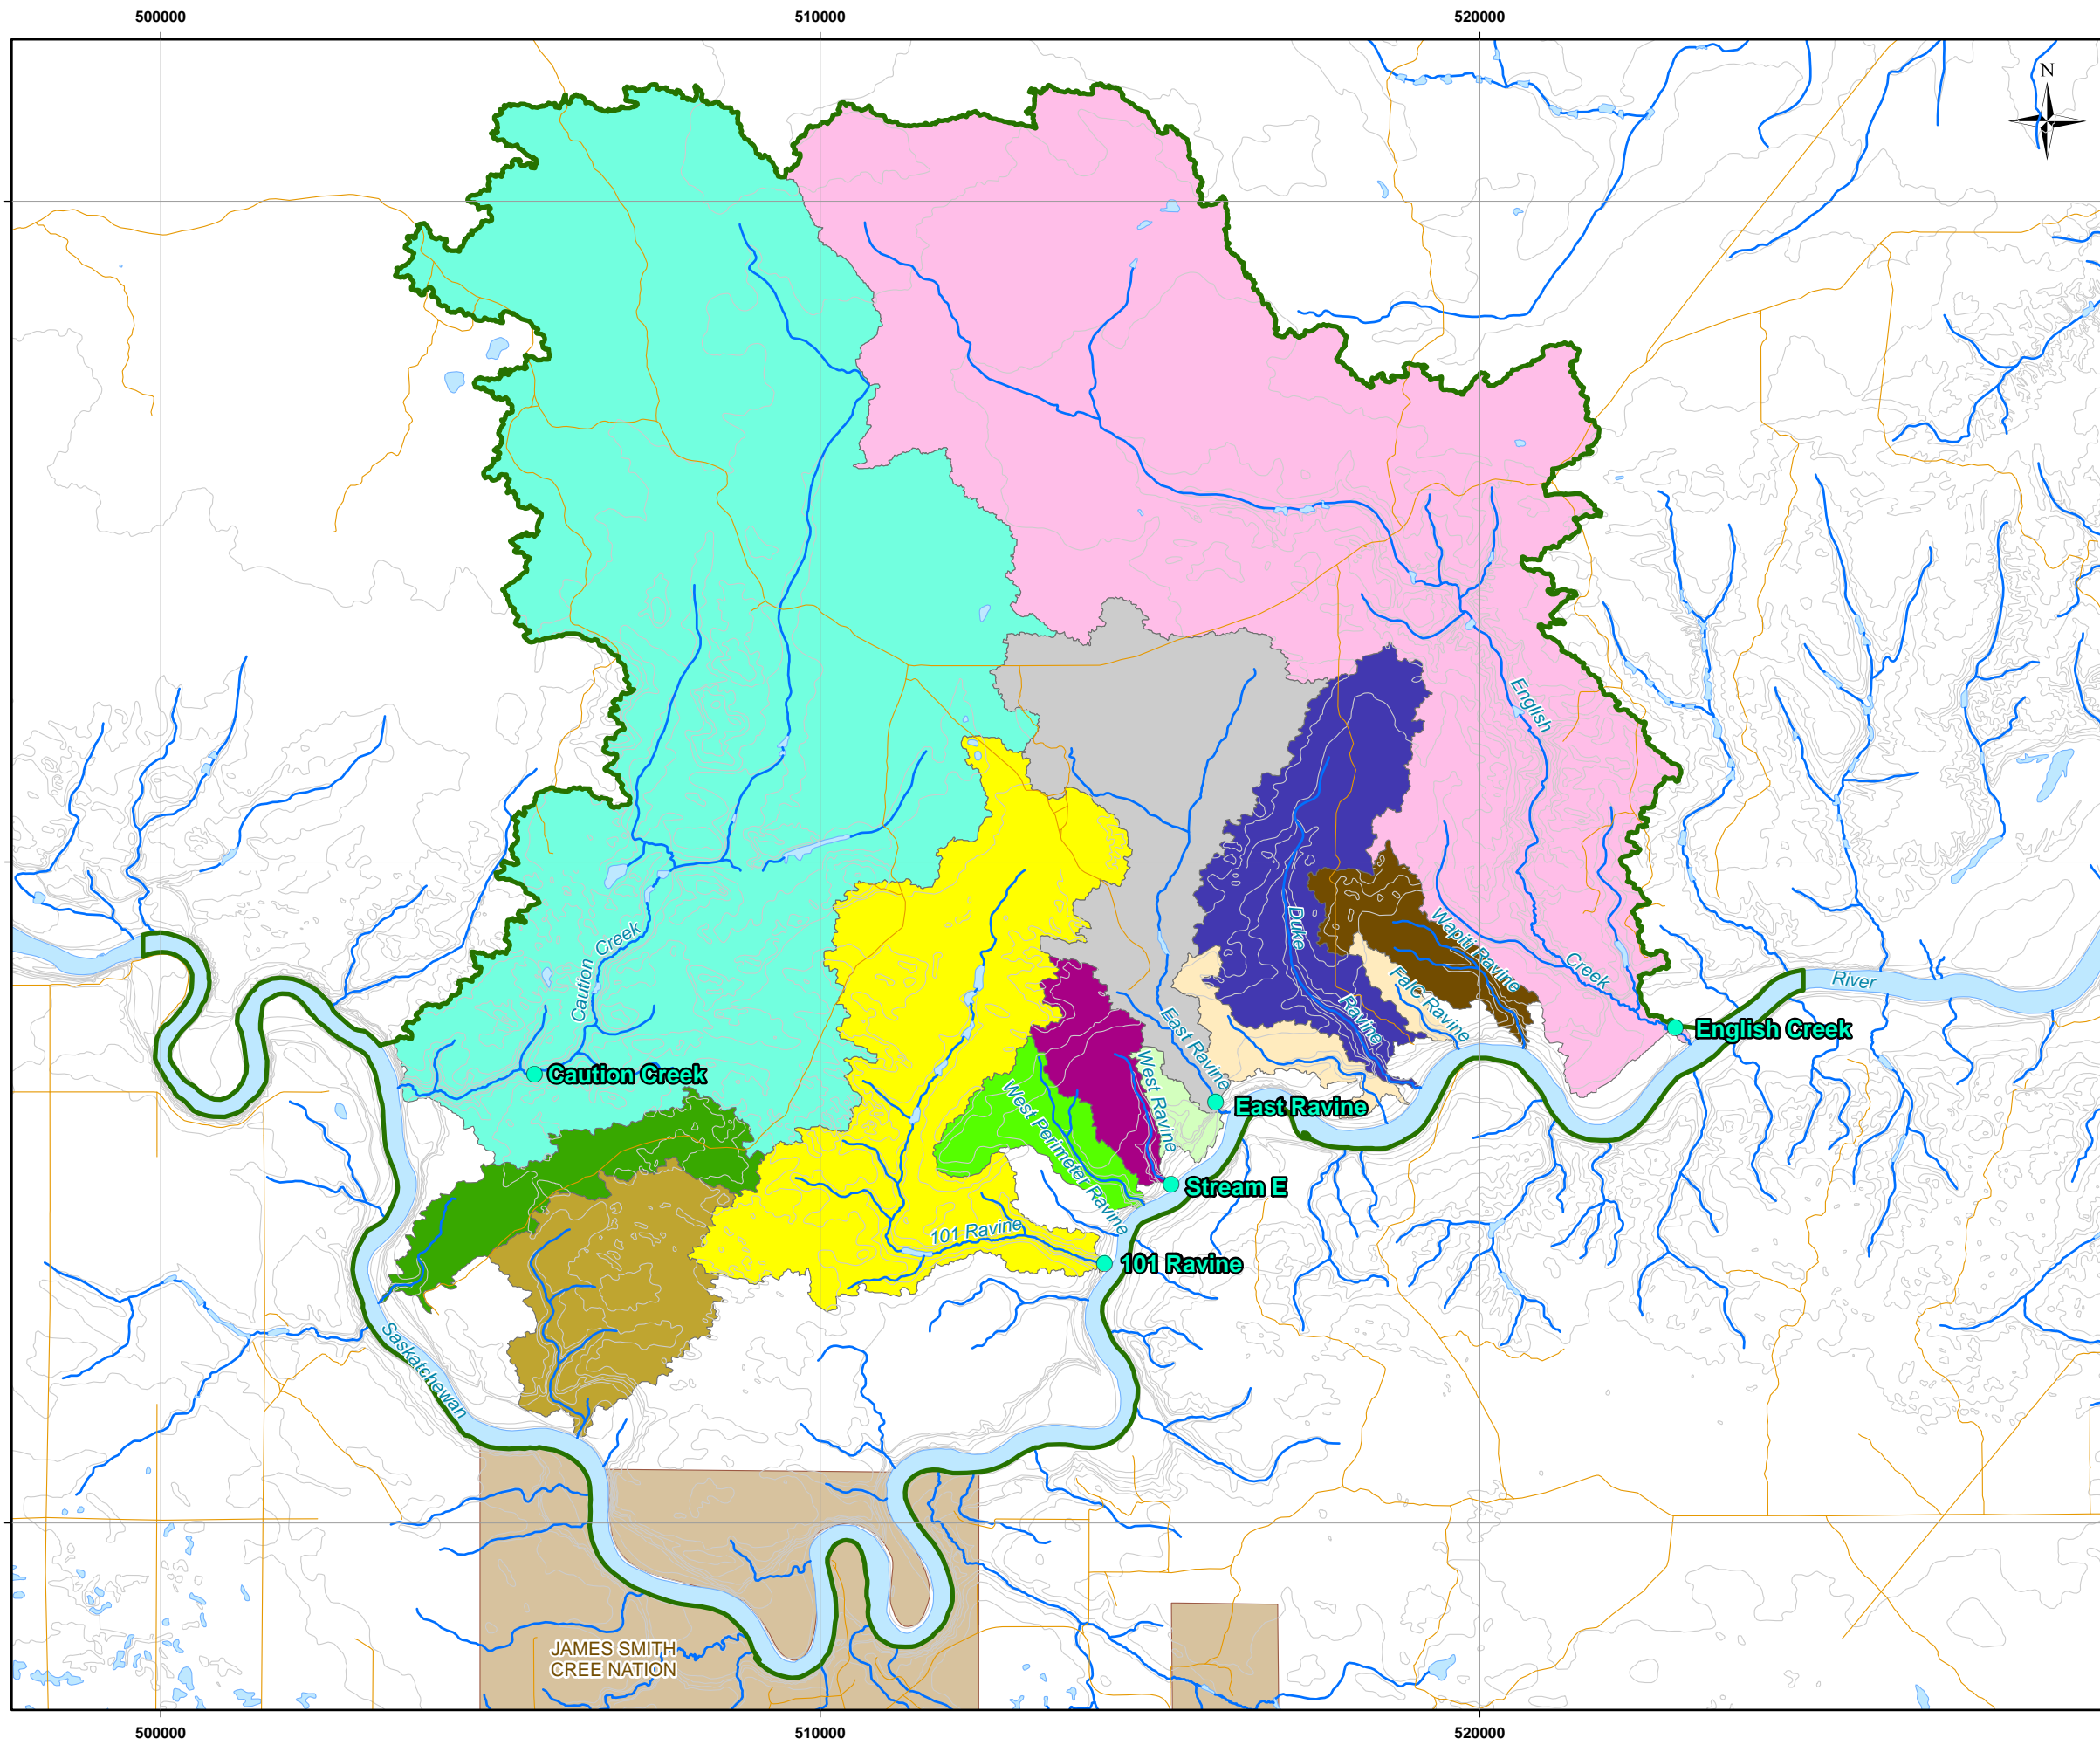 500000
510000
520000
N
English
Caution Creek
Duke
Wapiti Ravine
Creek
FalC Ravine
River
Ravine
East Ravine
English Creek
West Ravine
Caution Creek
West Perimeter Ravine
East Ravine
Stream E
101 Ravine
101 Ravine
Saskatchewan
JAMES SMITH
CREE NATION
500000
510000
520000